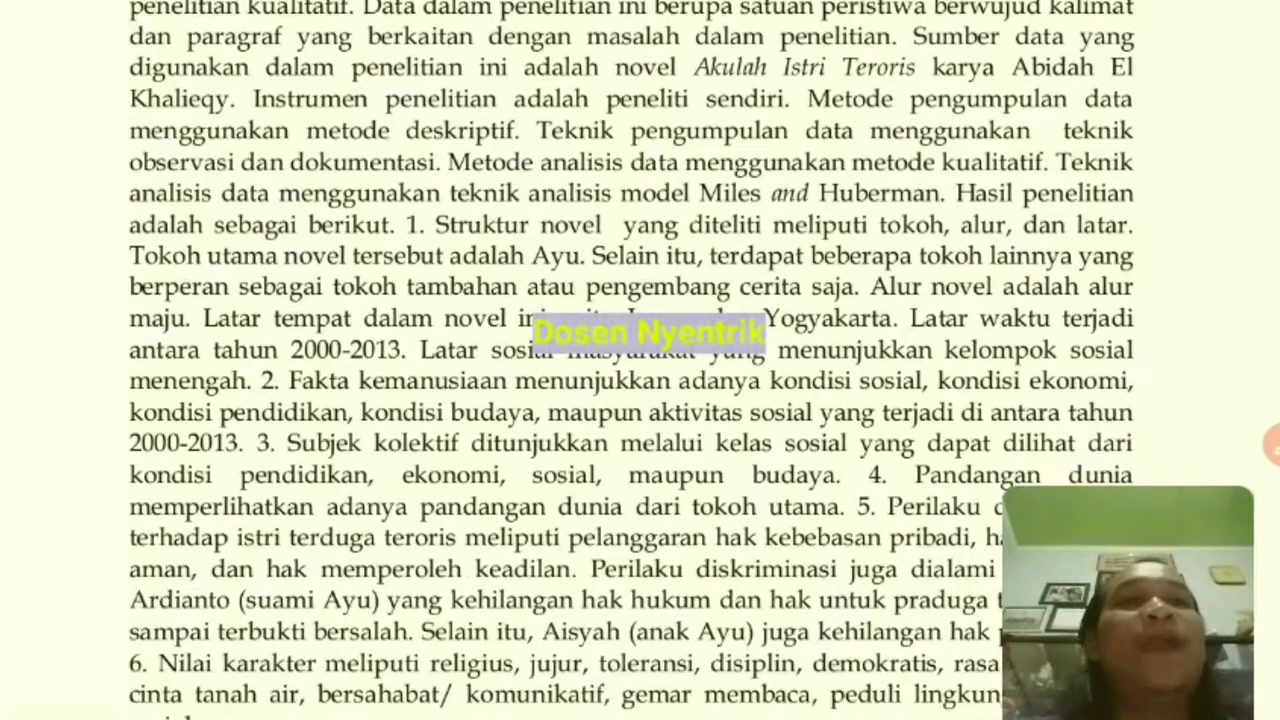 penelitian kualitatif. Data dalam penelitian ini berupa satuan peristiwa berwujud kalimat
dan paragraf yang berkaitan dengan masalah dalam penelitian. Sumber data yang
digunakan dalam penelitian ini adalah novel Akulah Istri Teroris karya Abidah El
Khalieqy. Instrumen penelitian adalah peneliti sendiri. Metode pengumpulan data
menggunakan metode deskriptif. Teknik pengumpulan data menggunakan teknik
observasi dan dokumentasi. Metode analisis data menggunakan metode kualitatif. Teknik
analisis data menggunakan teknik analisis model Miles and Huberman. Hasil penelitian
adalah sebagai berikut. 1. Struktur novel yang diteliti meliputi tokoh, alur, dan latar.
Tokoh utama novel tersebut adalah Ayu. Selain itu, terdapat beberapa tokoh lainnya yang
berperan sebagai tokoh tambahan atau pengembang cerita saja. Alur novel adalah alur
maju. Latar tempat dalam novel Yogyakarta. Latar waktu terjadi
Dosen Nyentrik
antara tahun 2000-2013. Latar sosial masyarakat yang menunjukkan kelompok sosial
menengah. 2. Fakta kemanusiaan menunjukkan adanya kondisi sosial, kondisi ekonomi,
kondisi pendidikan, kondisi budaya, maupun aktivitas sosial yang terjadi di antara tahun
2000-2013. 3. Subjek kolektif ditunjukkan melalui kelas sosial yang dapat dilihat dari
kondisi pendidikan, ekonomi, sosial, maupun budaya. 4. Pandangan dunia
memperlihatkan adanya pandangan dunia dari tokoh utama. 5. Perilaku
terhadap istri terduga teroris meliputi pelanggaran hak kebebasan pribadi,
aman, dan hak memperoleh keadilan. Perilaku diskriminasi juga dialami
Ardianto (suami Ayu) yang kehilangan hak hukum dan hak untuk praduga
sampai terbukti bersalah. Selain itu, Aisyah (anak Ayu) juga kehilangan hak
6. Nilai karakter meliputi religius, jujur, toleransi, disiplin, demokratis, rasa
cinta tanah air, bersahabat/ komunikatif, gemar membaca, peduli